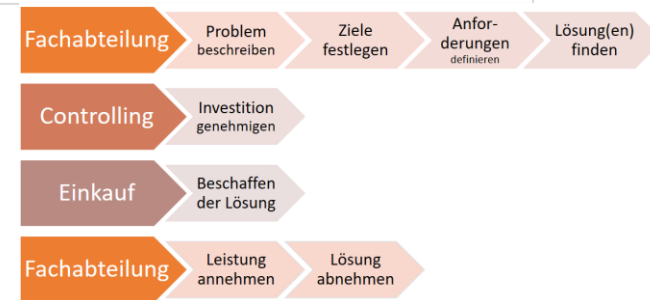 Fachabteilung
Problem
beschreiben
Ziele
festlegen
Anfor-
derungen
definieren
Lösung(en)
finden
Controlling
Investition
genehmigen
Einkauf
Beschaffen
der Lösung
Fachabteilung
Leistung
annehmen
Lösung
abnehmen